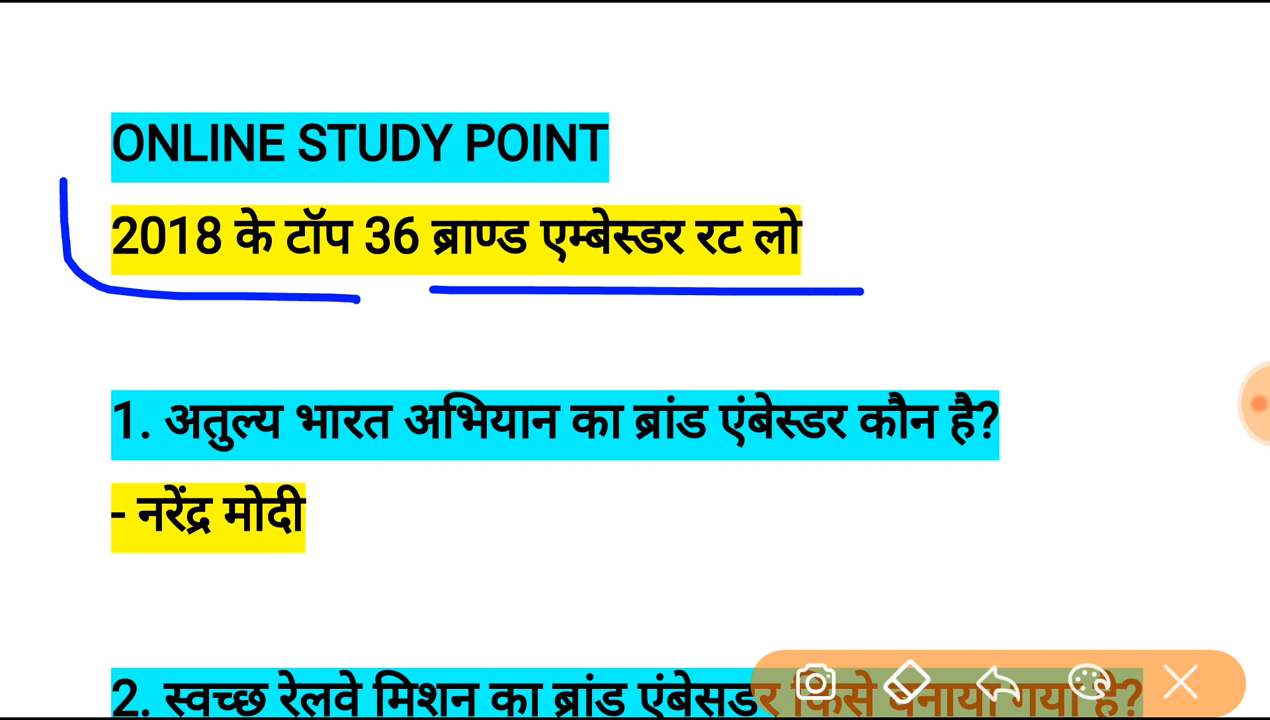 ONLINE STUDY POINT
2018 के टॉप 36 ब्राण्ड एम्बेस्डर रट लो
1. अतुल्य भारत अभियान का ब्रांड एंबेस्डर कौन है?
- नरेंद्र मोदी
2. स्वच्छ रेलवे मिशन का ब्रांड एंबेसडर किसे बनाया गया है?